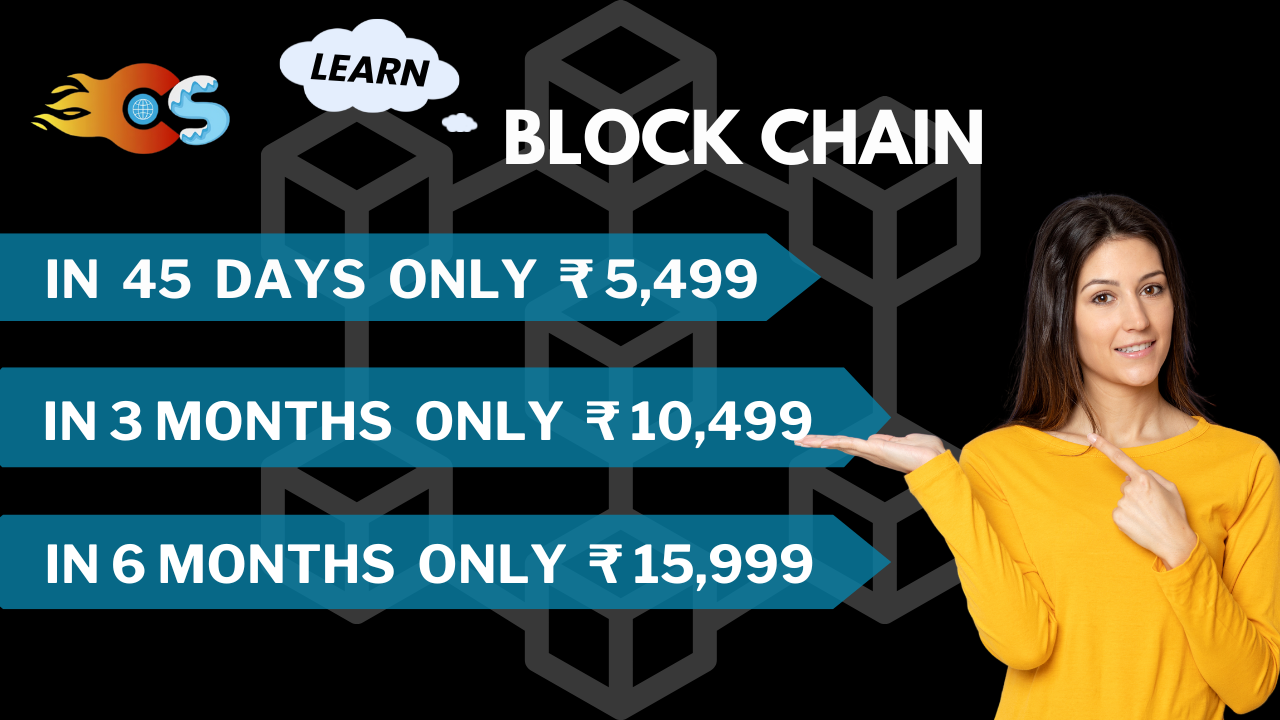 CS
LEARN
BLOCK CHAIN
IN 45 DAYS ONLY ₹ 5,499
IN 3 MONTHS ONLY ₹ 10,499
IN 6 MONTHS ONLY ₹ 15,999